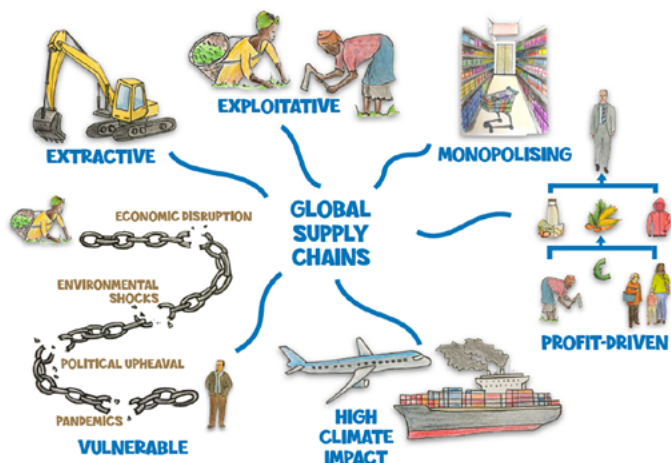 EXTRACTIVE
EXPLOITATIVE
MONOPOLISING
GLOBAL
SUPPLY
CHAINS
ECONOMIC DISRUPTION
ENVIRONMENTAL
SHOCKS
POLITICAL UPHEAVAL
PANDEMICS
VULNERABLE
HIGH
CLIMATE
IMPACT
PROFIT-DRIVEN